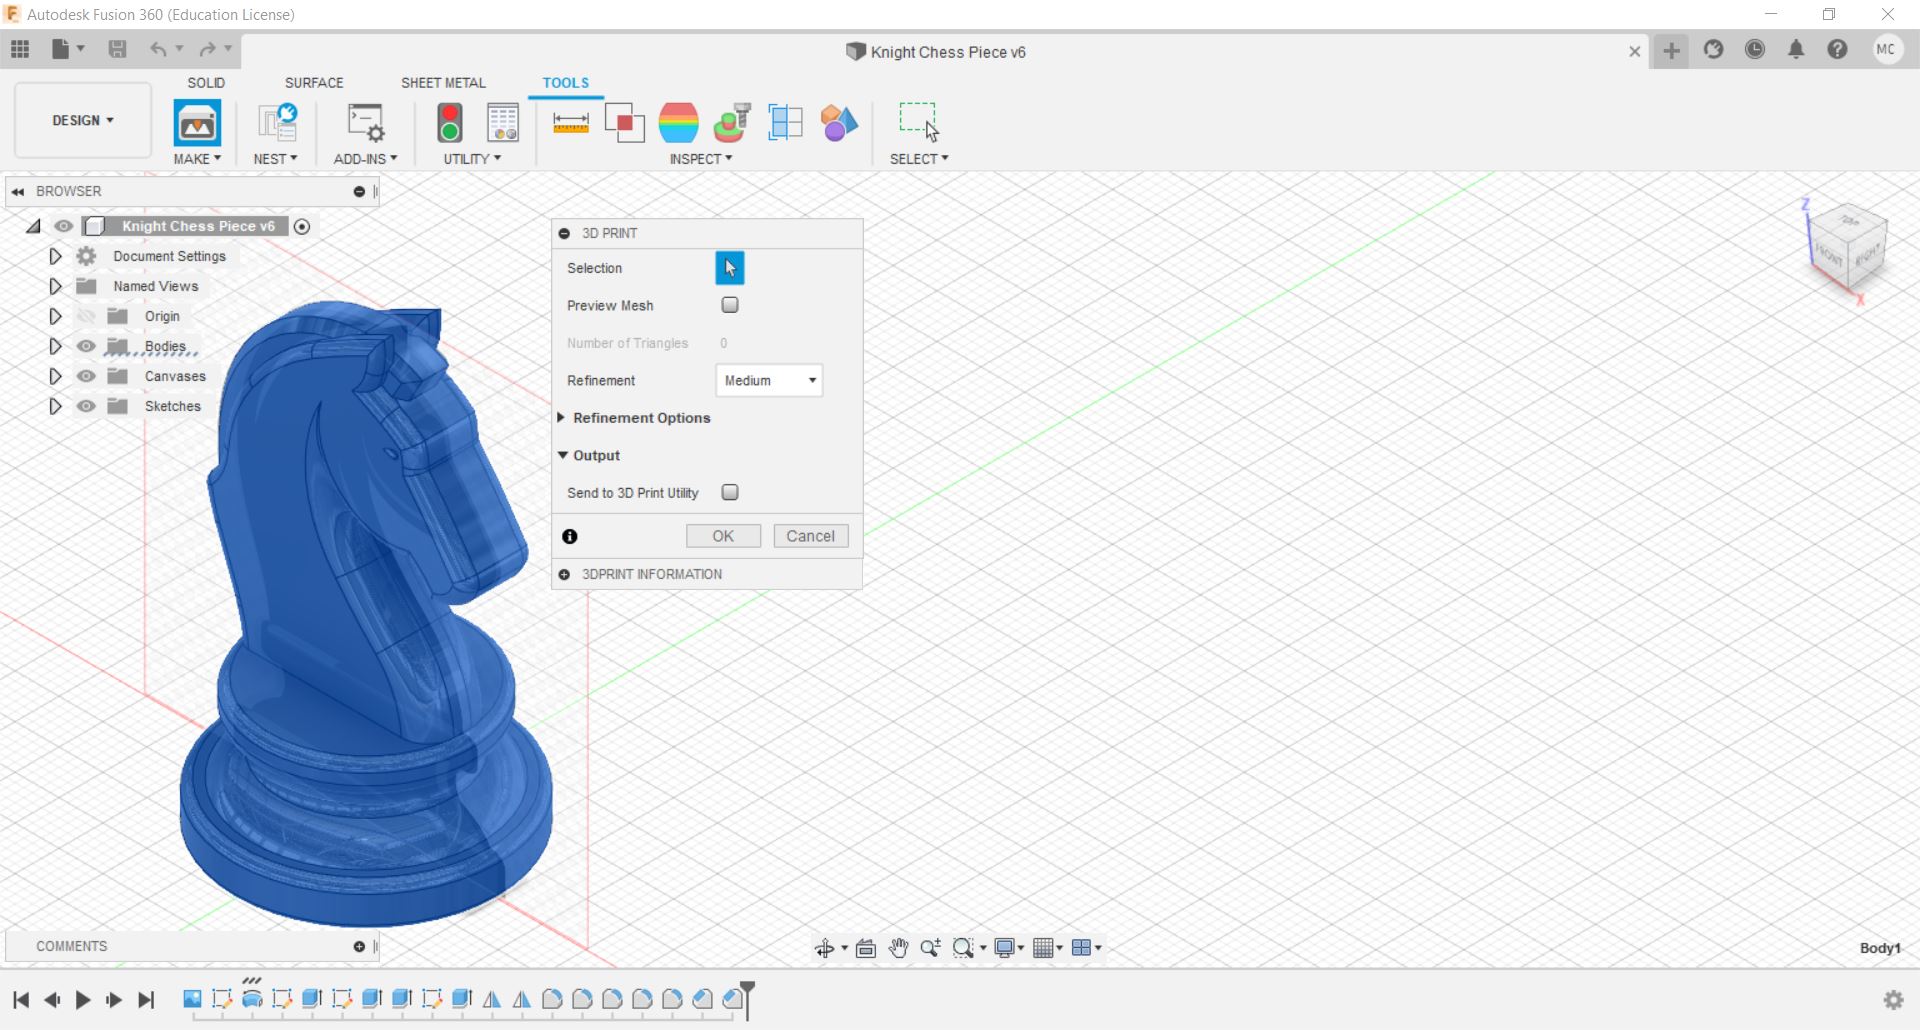 Autodesk Fusion 360 (Education License)
Knight Chess Piece v6
MC
SOLID SURFACE SHEET METAL TOOLS
DESIGN
MAKE NEST ADD-INS UTILITY INSPECT SELECT
BROWSER
Knight Chess Piece v6
Document Settings
Named Views
Origin
Bodies
Canvases
Sketches
3D PRINT
Selection
Preview Mesh
Number of Triangles 0
Refinement Medium
Refinement Options
Output
Send to 3D Print Utility
OK Cancel
3DPRINT INFORMATION
Z
TOP
FRONT RIGHT
X
COMMENTS
Body1